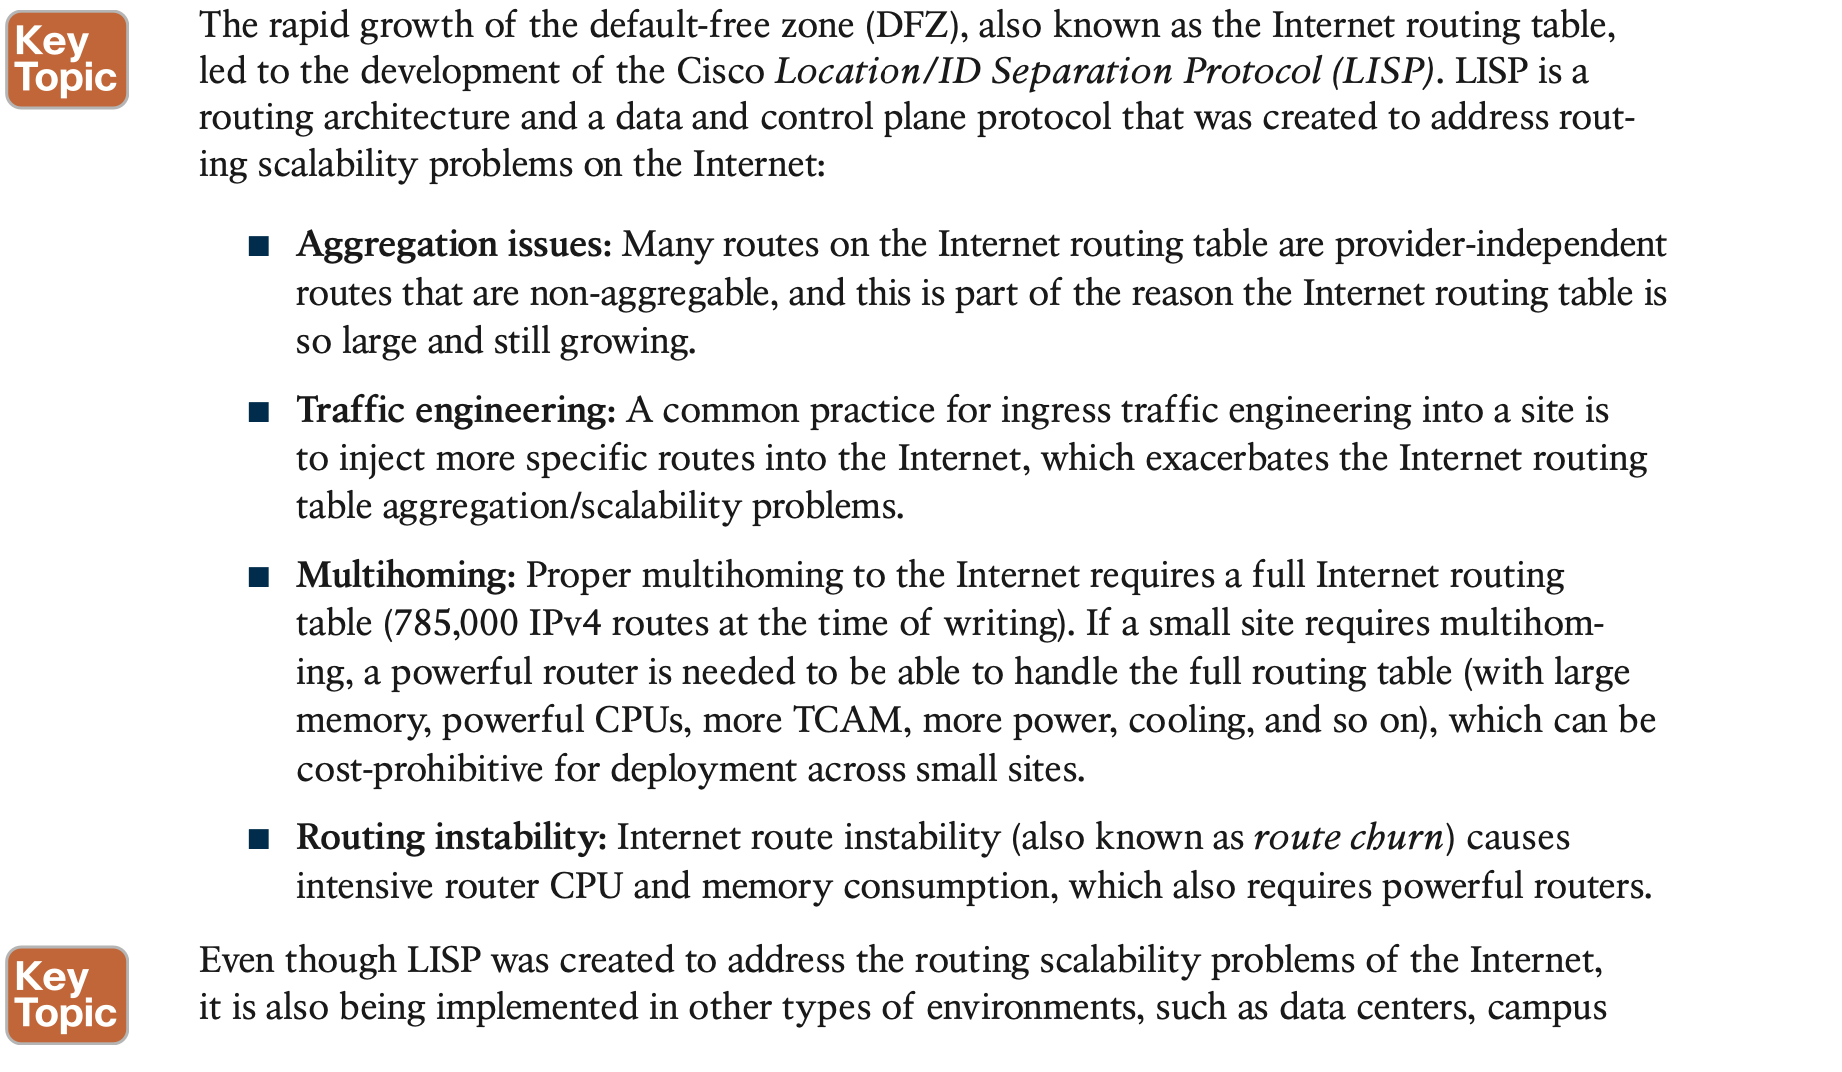 Key
Topic
The rapid growth of the default-free zone (DFZ), also known as the Internet routing table,
led to the development of the Cisco Location/ID Separation Protocol (LISP). LISP is a
routing architecture and a data and control plane protocol that was created to address rout-
ing scalability problems on the Internet:
■ Aggregation issues: Many routes on the Internet routing table are provider-independent
routes that are non-aggregable, and this is part of the reason the Internet routing table is
so large and still growing.
■ Traffic engineering: A common practice for ingress traffic engineering into a site is
to inject more specific routes into the Internet, which exacerbates the Internet routing
table aggregation/scalability problems.
■ Multihoming: Proper multihoming to the Internet requires a full Internet routing
table (785,000 IPv4 routes at the time of writing). If a small site requires multihom-
ing, a powerful router is needed to be able to handle the full routing table (with large
memory, powerful CPUs, more TCAM, more power, cooling, and so on), which can be
cost-prohibitive for deployment across small sites.
■ Routing instability: Internet route instability (also known as route churn) causes
intensive router CPU and memory consumption, which also requires powerful routers.
Key
Topic
Even though LISP was created to address the routing scalability problems of the Internet,
it is also being implemented in other types of environments, such as data centers, campus